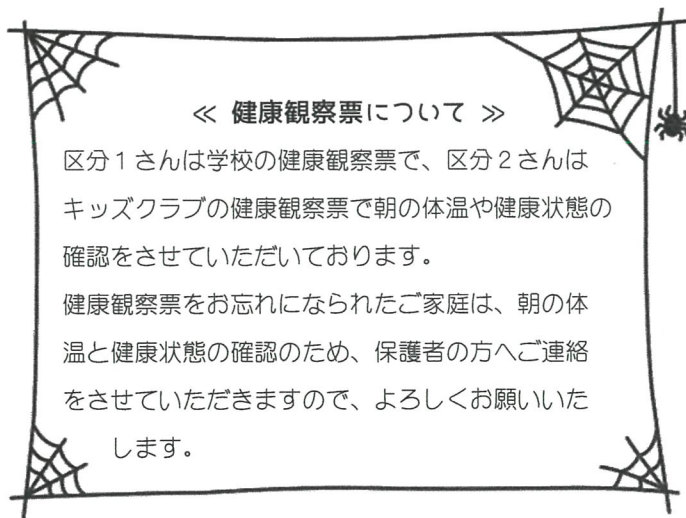 ≪ 健康観察票について ≫
区分１さんは学校の健康観察票で、区分２さんは
キッズクラブの健康観察票で朝の体温や健康状態の
確認をさせていただいております。
健康観察票をお忘れになられたご家庭は、朝の体
温と健康状態の確認のため、保護者の方へご連絡
をさせていただきますので、よろしくお願いいた
します。